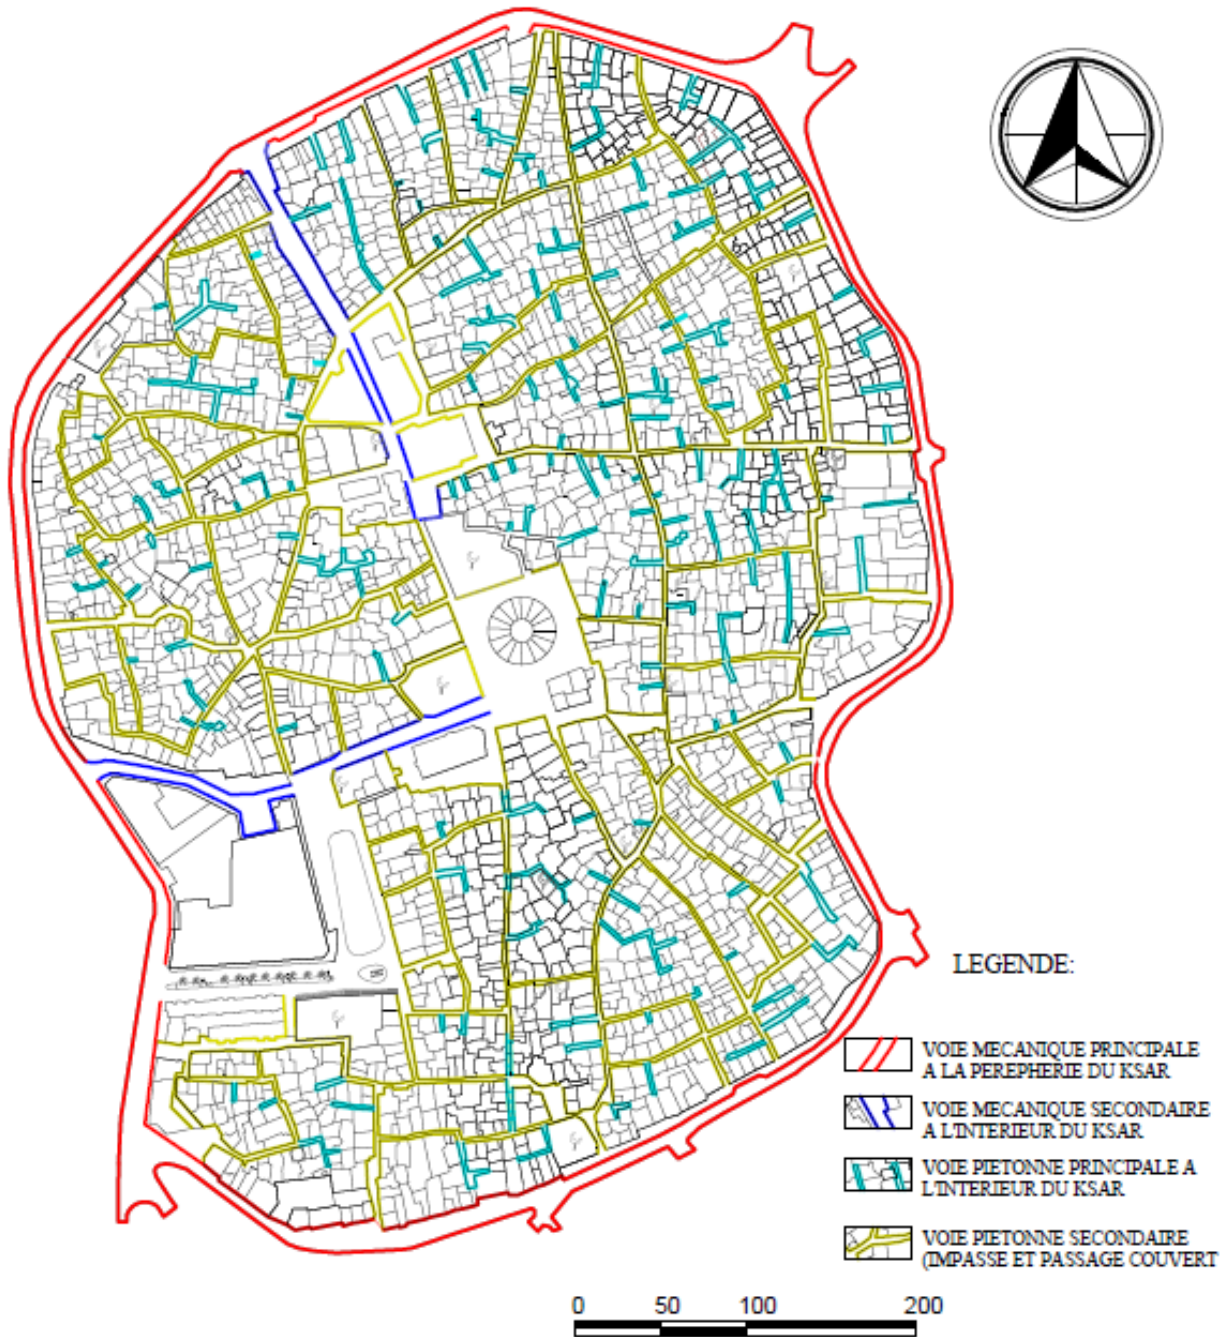 LEGENDE:
VOIE MECANIQUE PRINCIPALE
A LA PEREPHERIE DU KSAR
VOIE MECANIQUE SECONDAIRE
A L'INTERIEUR DU KSAR
VOIE PIETONNE PRINCIPALE A
L'INTERIEUR DU KSAR
VOIE PIETONNE SECONDAIRE
(IMPASSE ET PASSAGE COUVERT
0 50 100 200